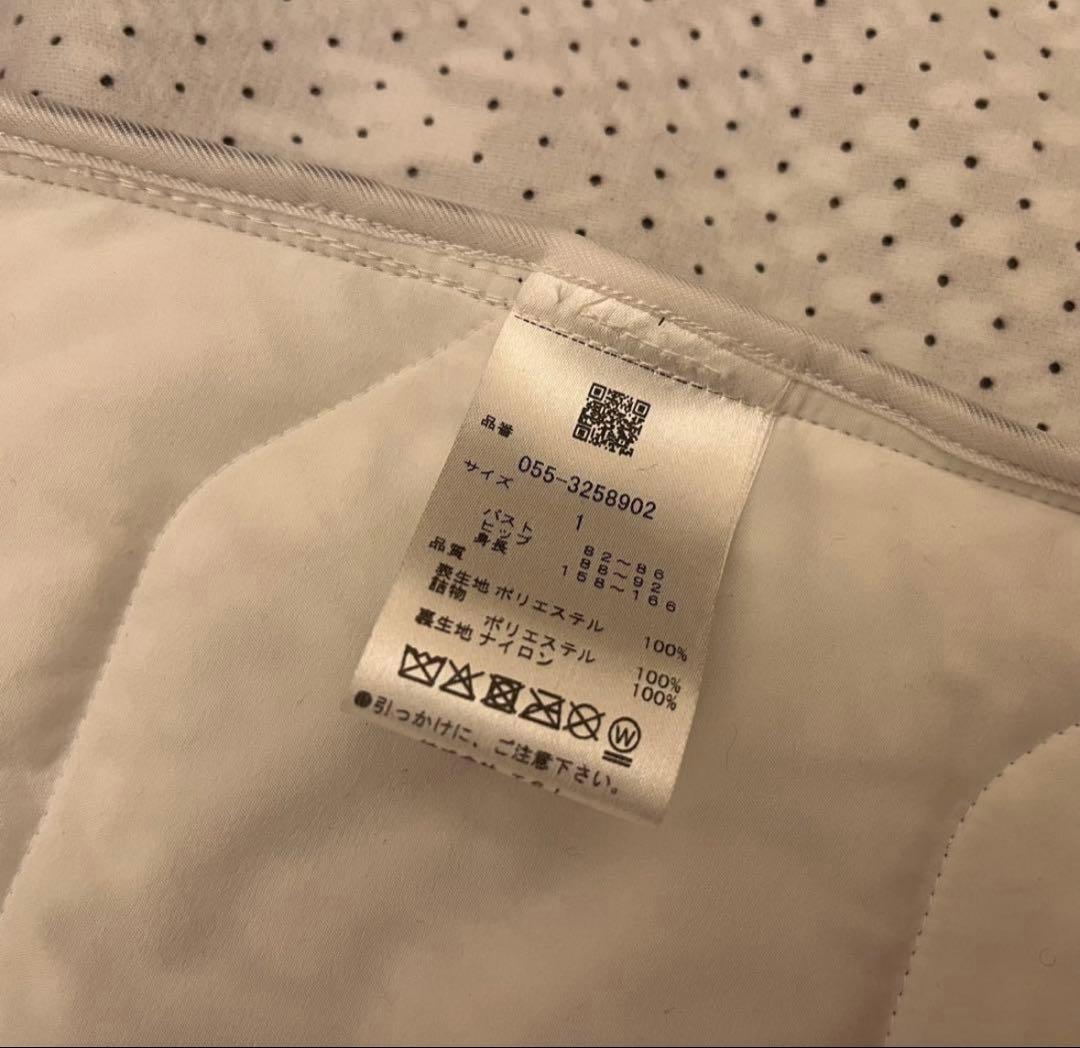 品番
055-3258902
サイズ 1
バスト 82～86
ヒップ 88～92
身長 158～166
品質
表生地 ポリエステル 100%
詰物 ポリエステル 100%
裏生地 ナイロン 100%
W
●引っかけに、ご注意下さい。